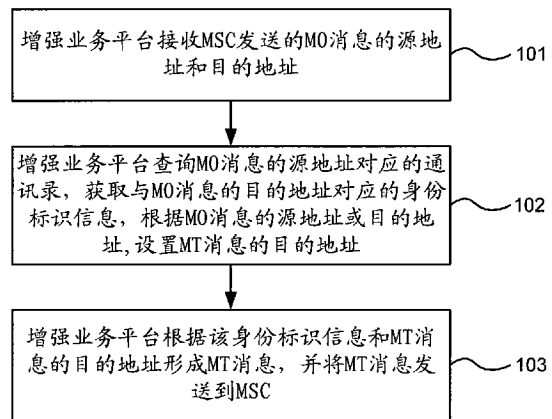 增强业务平台接收MSC发送的MO消息的源地
址和目的地址
101
增强业务平台查询MO消息的源地址对应的通
讯录，获取与MO消息的目的地址对应的身份
标识信息，根据MO消息的源地址或目的地
址,设置MT消息的目的地址
102
增强业务平台根据该身份标识信息和MT消
息的目的地址形成MT消息，并将MT消息发
送到MSC
103